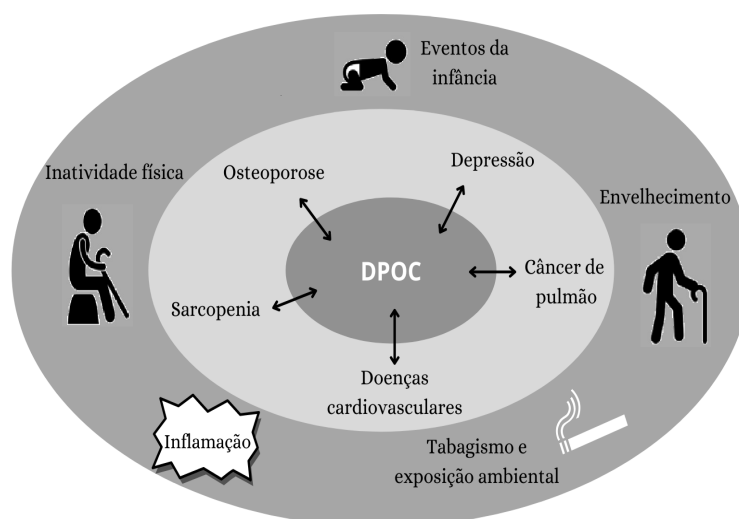 Eventos da
infância
Inatividade física
Osteoporose
Depressão
Envelhecimento
DPOC
Câncer de
pulmão
Sarcopenia
Doenças
cardiovasculares
Inflamação
Tabagismo e
exposição ambiental